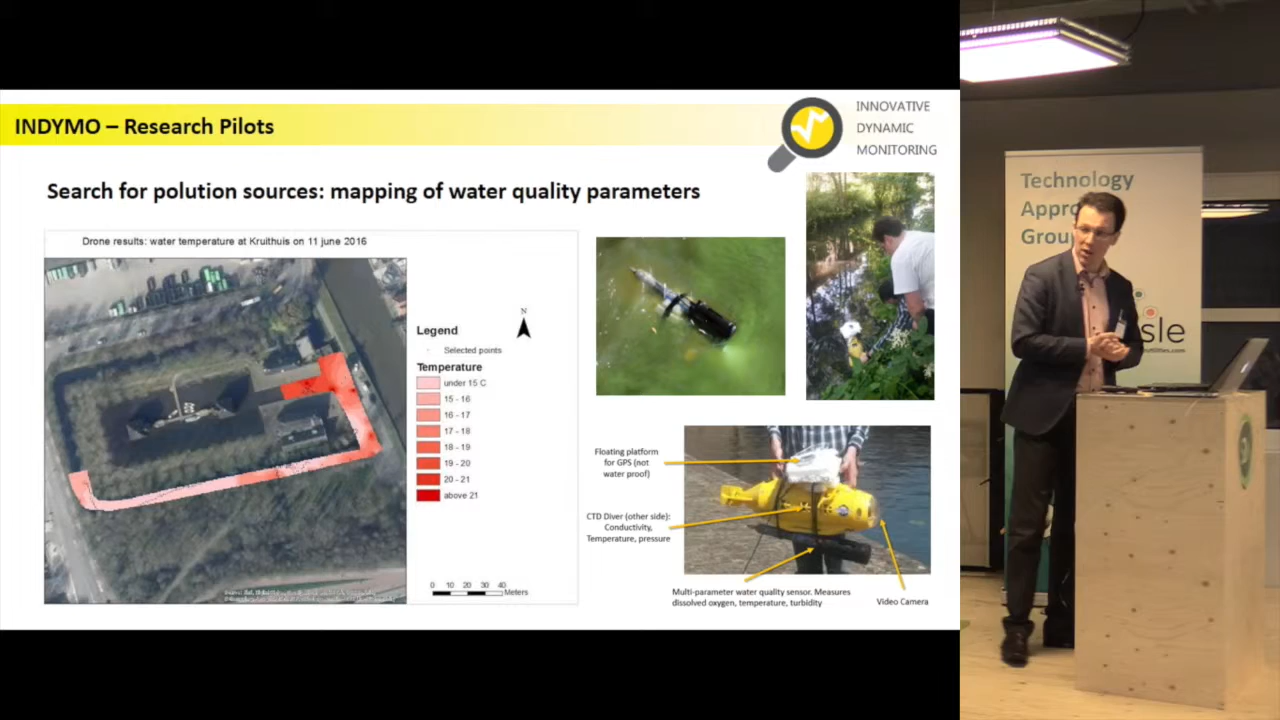 INDYMO – Research Pilots
INNOVATIVE
DYNAMIC
MONITORING
Search for polution sources: mapping of water quality parameters
Drone results: water temperature at Kruithuis on 11 june 2016
N
Legend
Selected points
Temperature
under 15 C
15 - 16
16 - 17
17 - 18
18 - 19
19 - 20
20 - 21
above 21
0 10 20 30 40
Meters
Floating platform
for GPS (not
water proof)
CTD Diver (other side):
Conductivity,
Temperature, pressure
Multi-parameter water quality sensor. Measures
dissolved oxygen, temperature, turbidity
Video Camera
Technology
Appro
Grou
sle
utilities.com